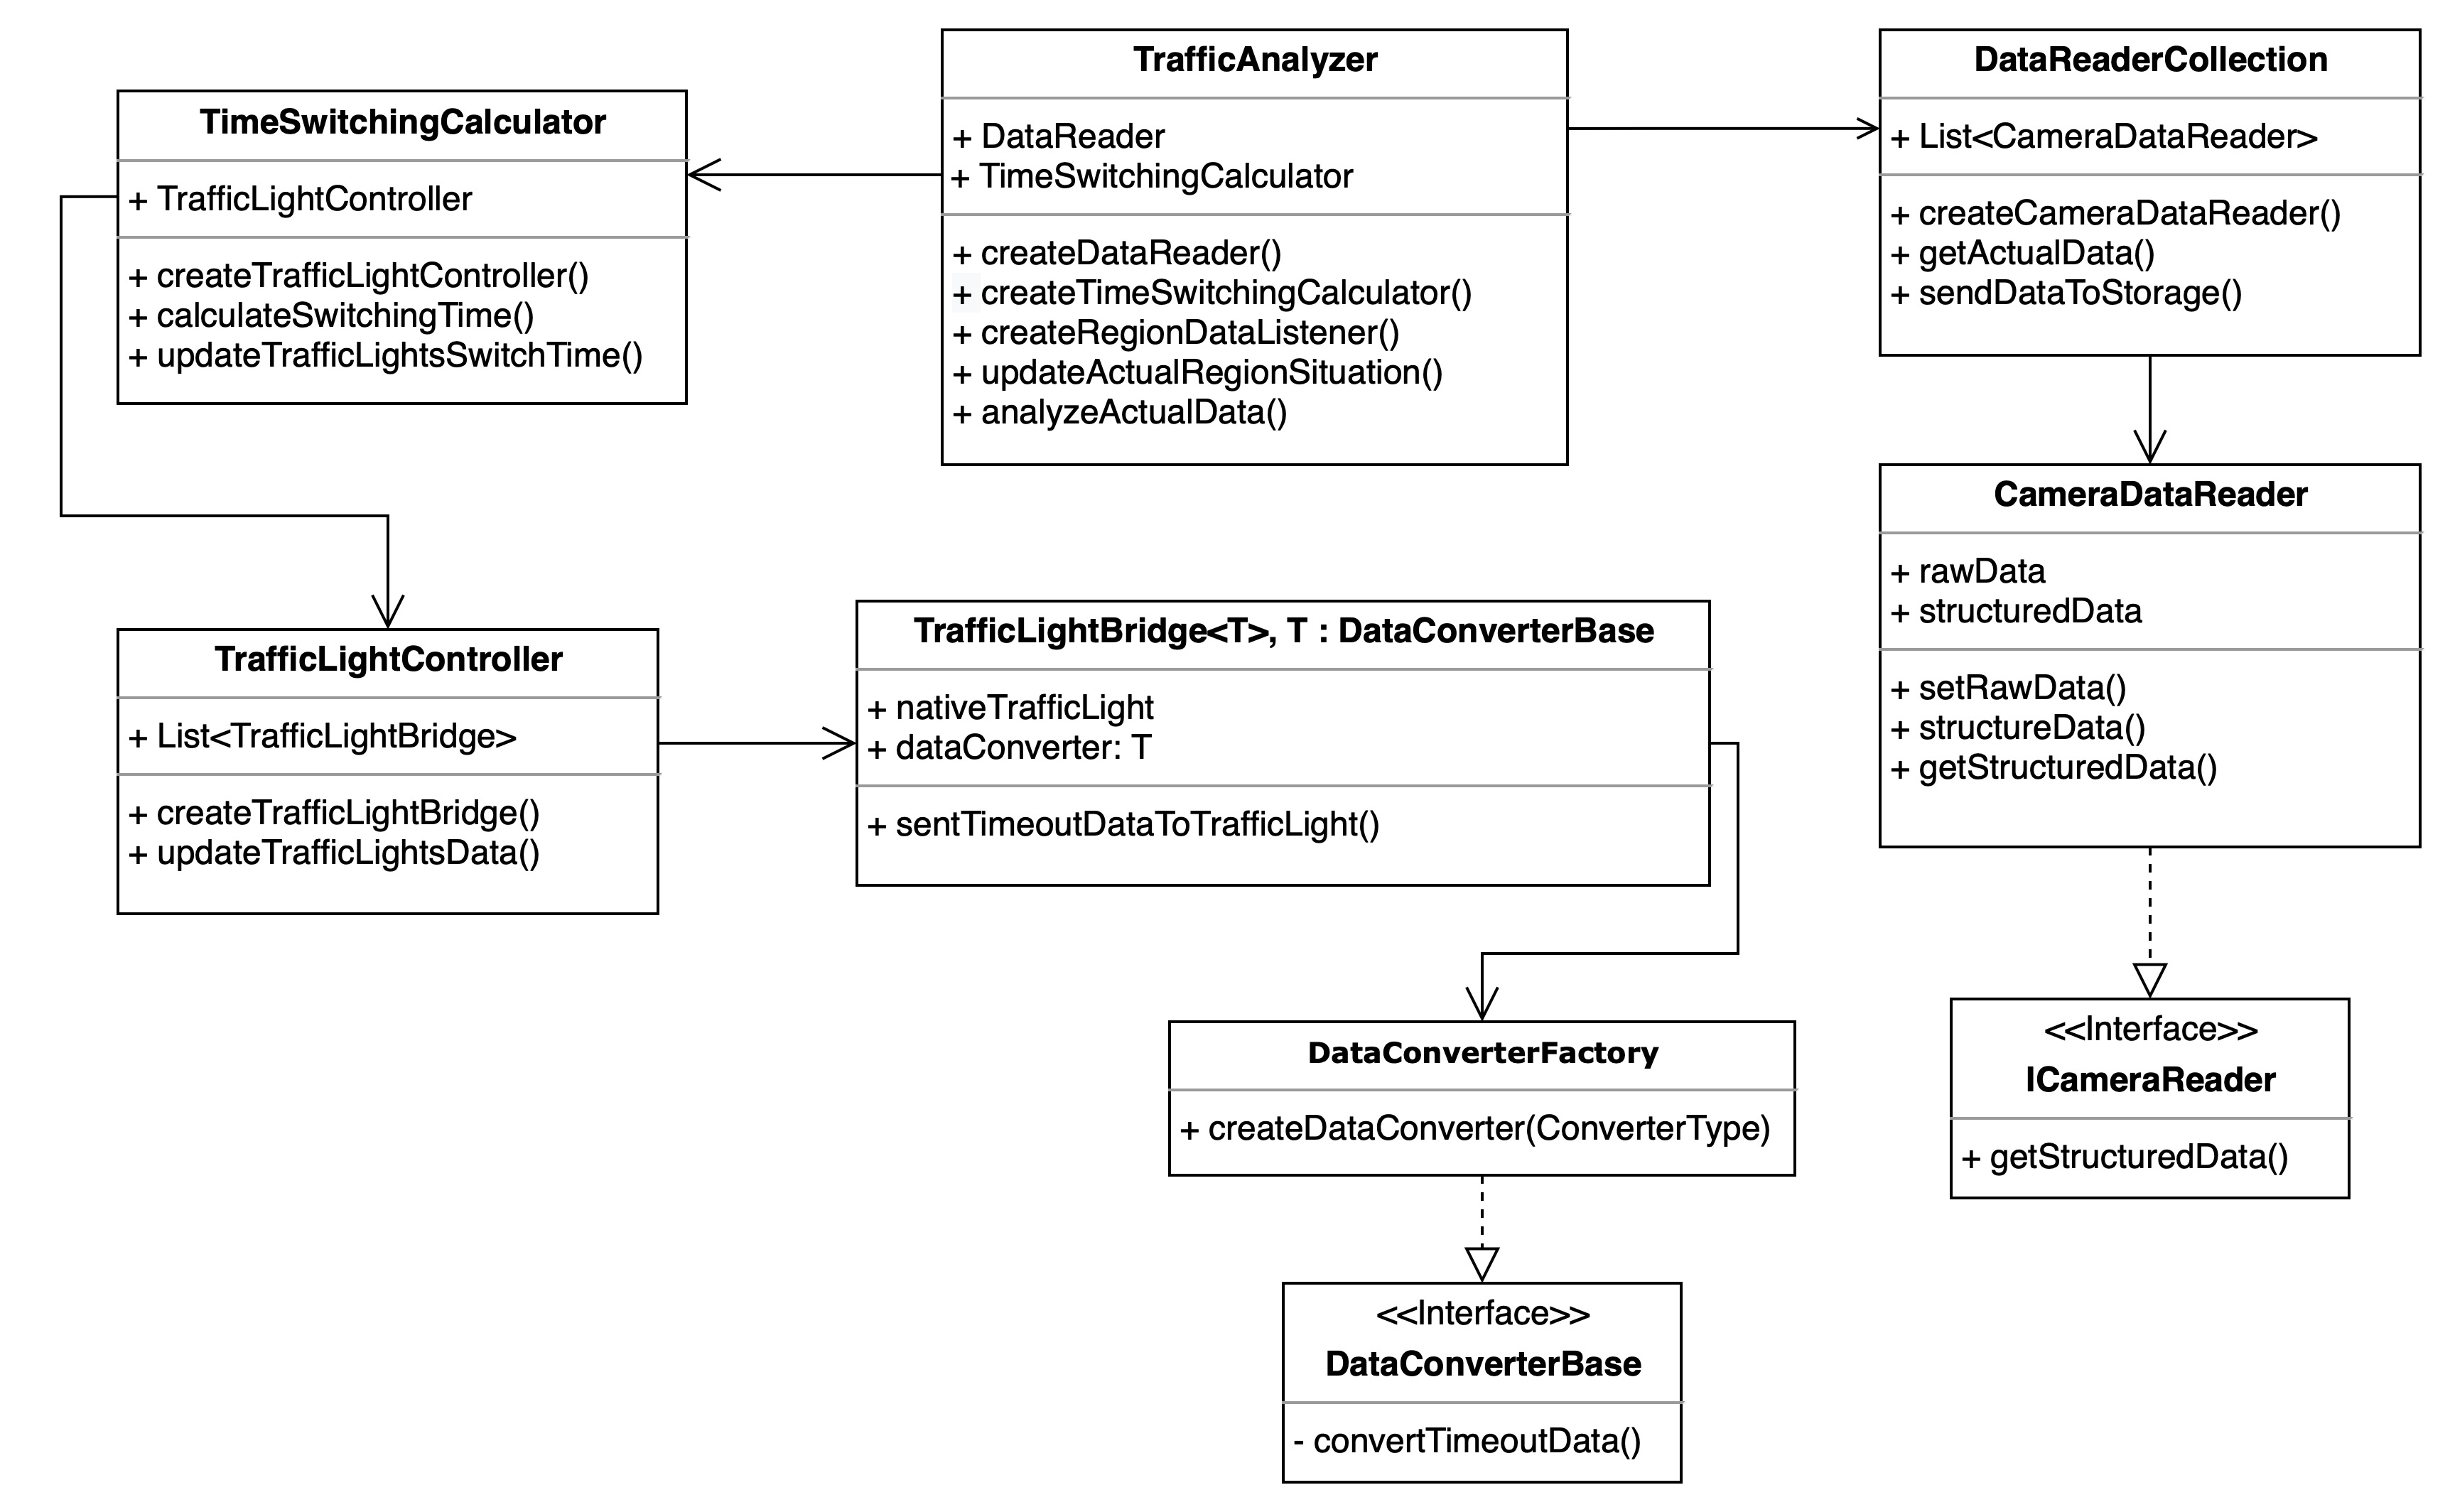 TimeSwitchingCalculator
+ TrafficLightController
+ createTrafficLightController()
+ calculateSwitchingTime()
+ updateTrafficLightsSwitchTime()
TrafficAnalyzer
+ DataReader
+ TimeSwitchingCalculator
+ createDataReader()
+ createTimeSwitchingCalculator()
+ createRegionDataListener()
+ updateActualRegionSituation()
+ analyzeActualData()
DataReaderCollection
+ List<CameraDataReader>
+ createCameraDataReader()
+ getActualData()
+ sendDataToStorage()
CameraDataReader
+ rawData
+ structuredData
+ setRawData()
+ structureData()
+ getStructuredData()
TrafficLightController
+ List<TrafficLightBridge>
+ createTrafficLightBridge()
+ updateTrafficLightsData()
TrafficLightBridge<T>, T : DataConverterBase
+ nativeTrafficLight
+ dataConverter: T
+ sentTimeoutDataToTrafficLight()
DataConverterFactory
+ createDataConverter(ConverterType)
<<Interface>>
ICameraReader
+ getStructuredData()
<<Interface>>
DataConverterBase
- convertTimeoutData()